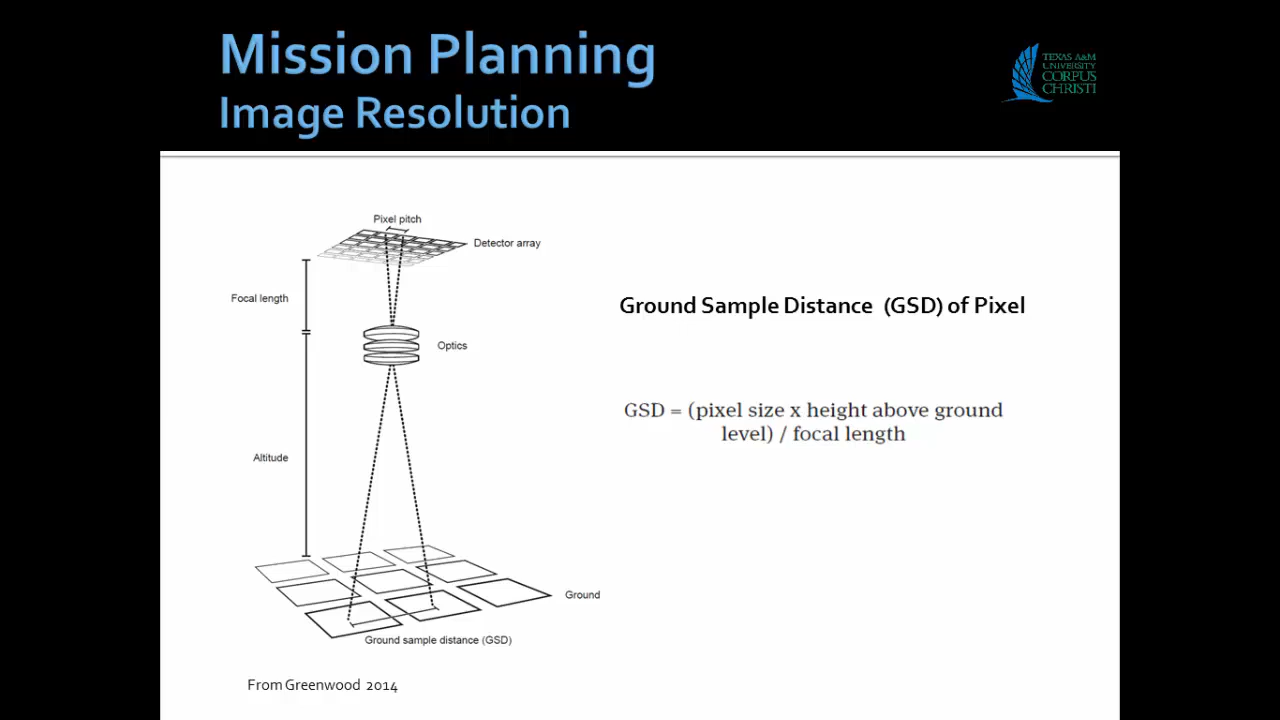 Mission Planning
Image Resolution
TEXAS A&M
UNIVERSITY
CORPUS
CHRISTI
Pixel pitch
Detector array
Focal length
Optics
Altitude
Ground
Ground sample distance (GSD)
From Greenwood 2014
Ground Sample Distance (GSD) of Pixel
GSD = (pixel size x height above ground
level) / focal length